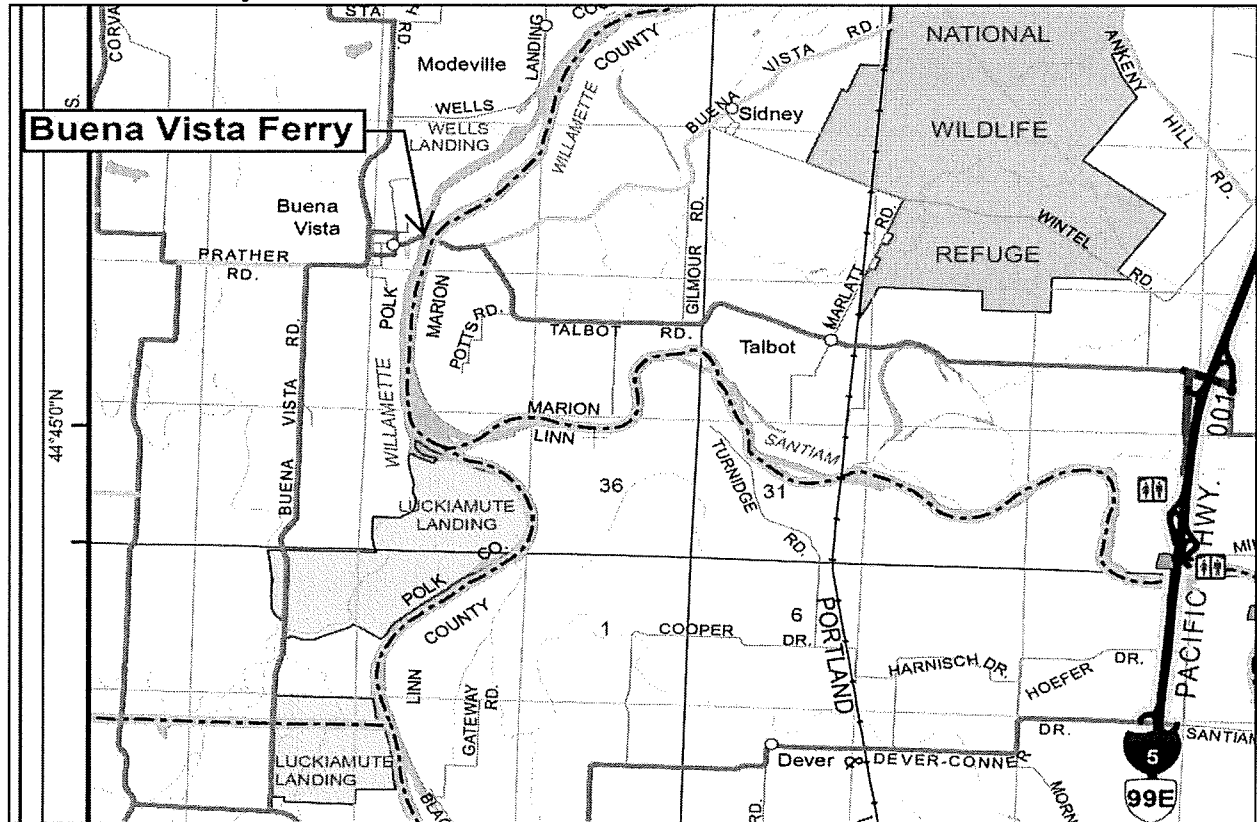 STA
RD.
CORVA
S.
Modeville
LANDING
COUNTY
WILLAMETTE
WELLS
WELLS
LANDING
Buena Vista Ferry
BUENA VISTA RD.
Sidney
NATIONAL
WILDLIFE
REFUGE
ANKENY
HILL
RD.
WINTEL
RD.
Buena
Vista
PRATHER
RD.
GILMOUR RD.
MARLATT RD.
POLK
MARION
WILLAMETTE
POTTS RD.
TALBOT RD.
Talbot
BUENA VISTA RD.
44°45'0"N
MARION
LINN
SANTIAM
TURNIDGE
RD.
36
31
LUCKIAMUTE
LANDING
POLK CO.
LINN COUNTY
1
6
COOPER
DR.
PORTLAND
HARNISCH DR.
HOEFER DR.
PACIFIC HWY.
001
GATEWAY RD.
LUCKIAMUTE
LANDING
Dever
DEVER-CONNE
DR.
SANTIAM
RD.
MORN
5
99E